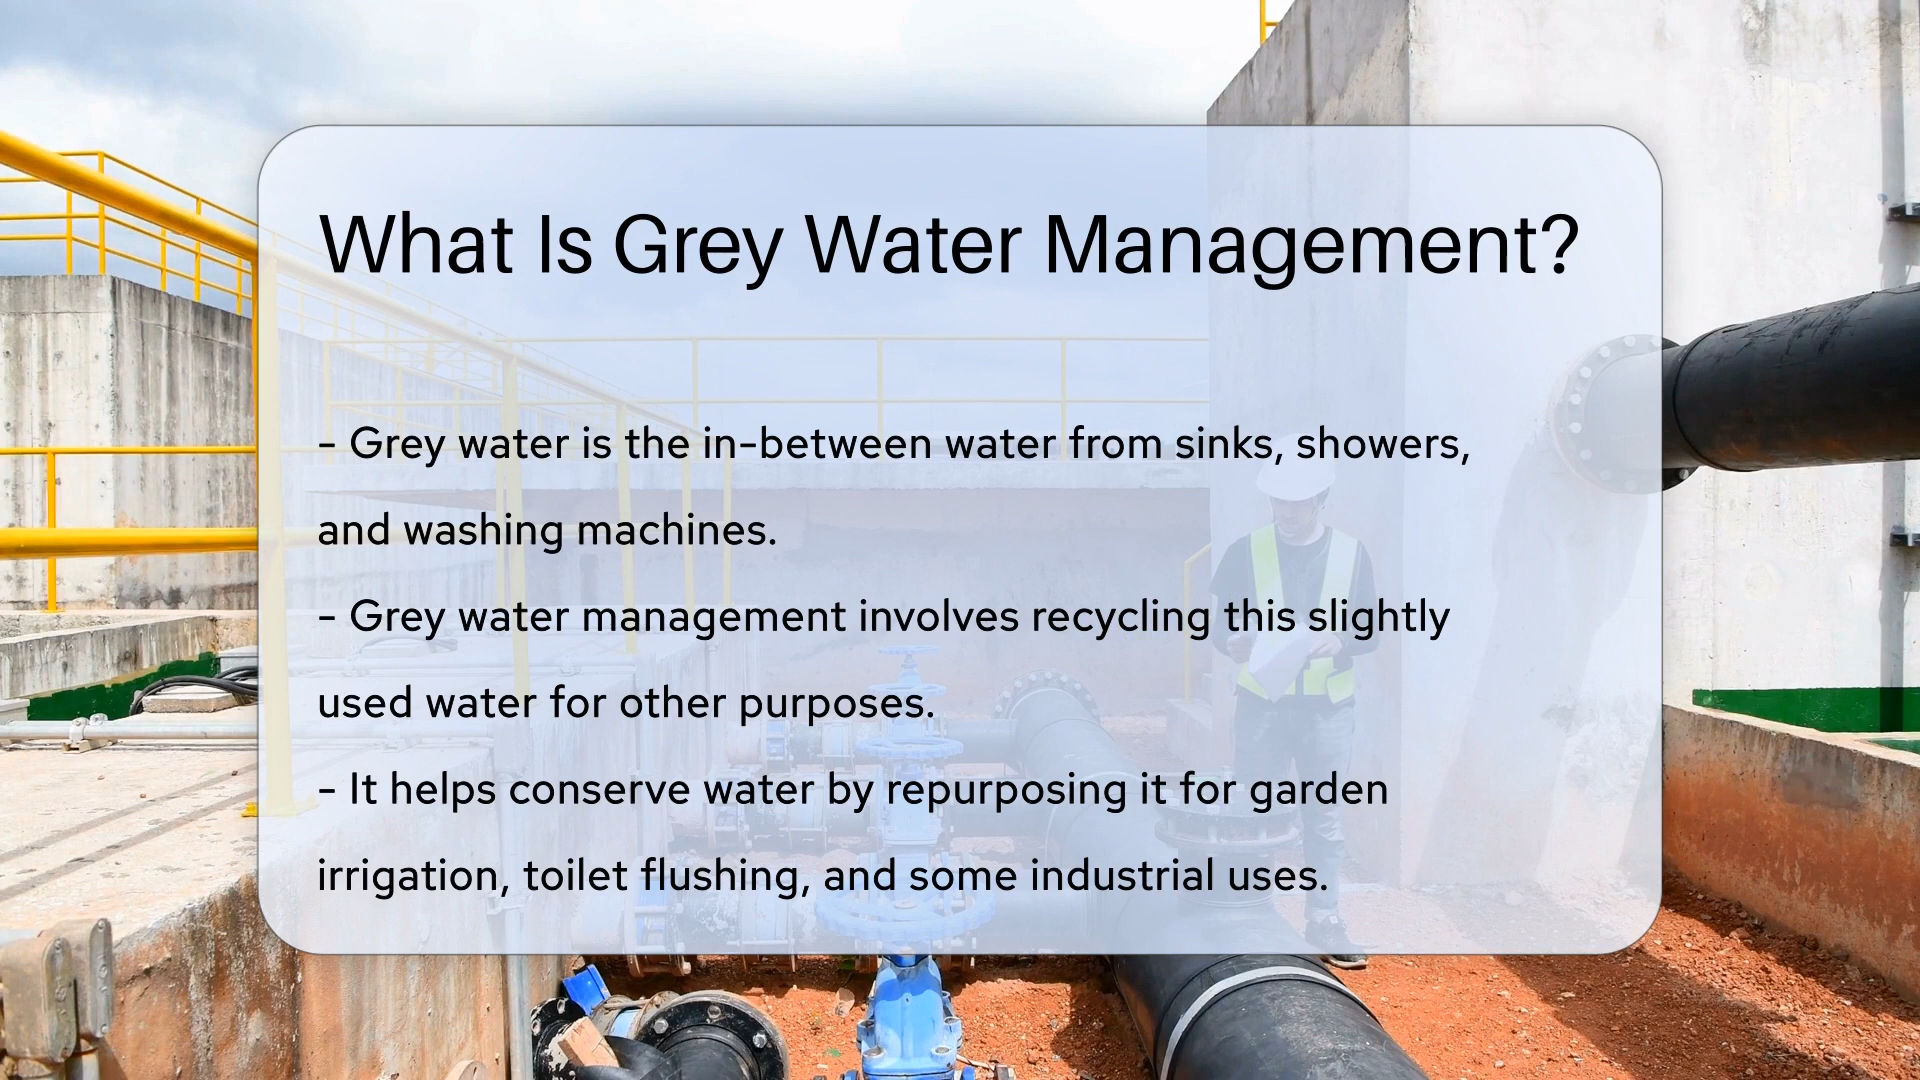 What Is Grey Water Management?
- Grey water is the in-between water from sinks, showers,
and washing machines.
- Grey water management involves recycling this slightly
used water for other purposes.
- It helps conserve water by repurposing it for garden
irrigation, toilet flushing, and some industrial uses.